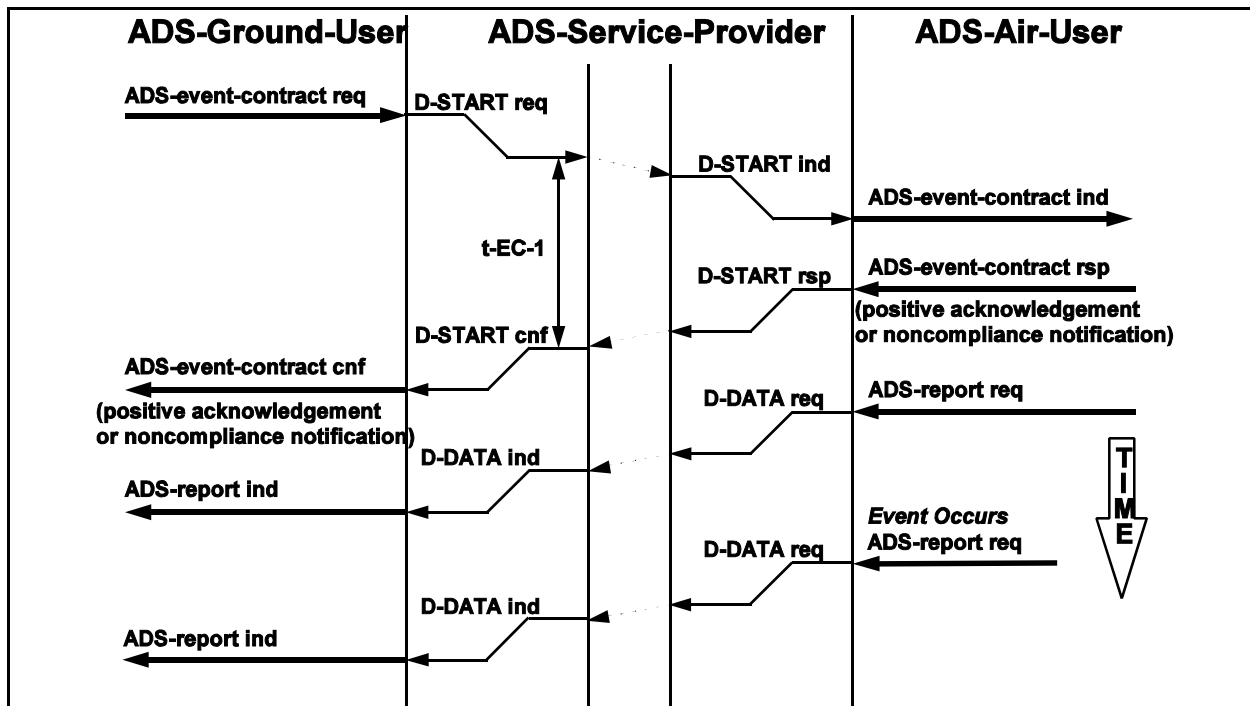 ADS-Ground-User
ADS-Service-Provider
ADS-Air-User
ADS-event-contract req
D-START req
D-START ind
ADS-event-contract ind
t-EC-1
ADS-event-contract rsp
D-START rsp
(positive acknowledgement
or noncompliance notification)
D-START cnf
ADS-event-contract cnf
(positive acknowledgement
or noncompliance notification)
ADS-report req
D-DATA req
D-DATA ind
ADS-report ind
TIME
Event Occurs
ADS-report req
D-DATA req
D-DATA ind
ADS-report ind